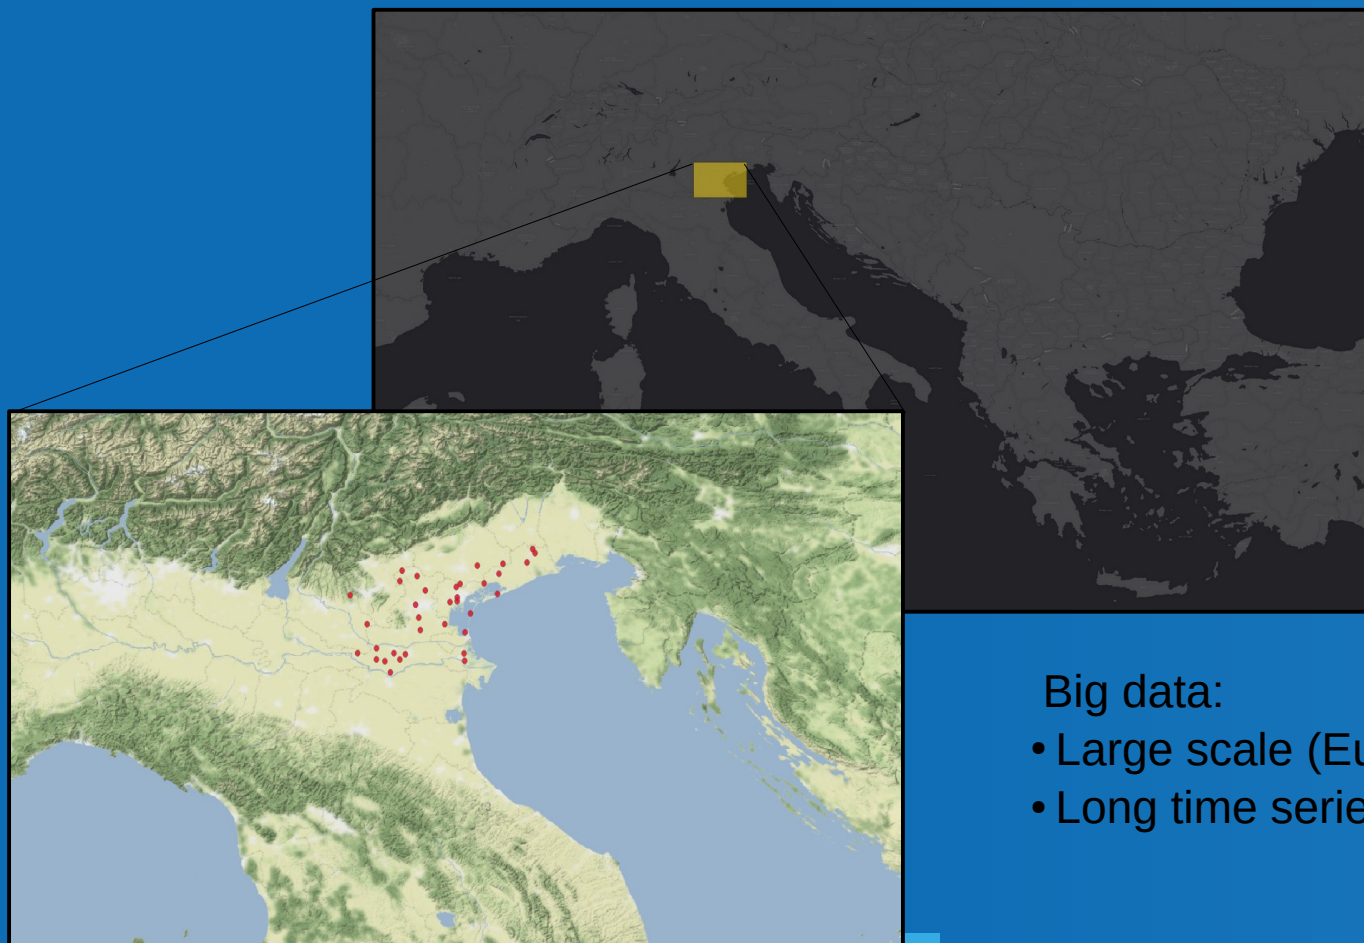 Big data:
• Large scale (Eu
• Long time serie